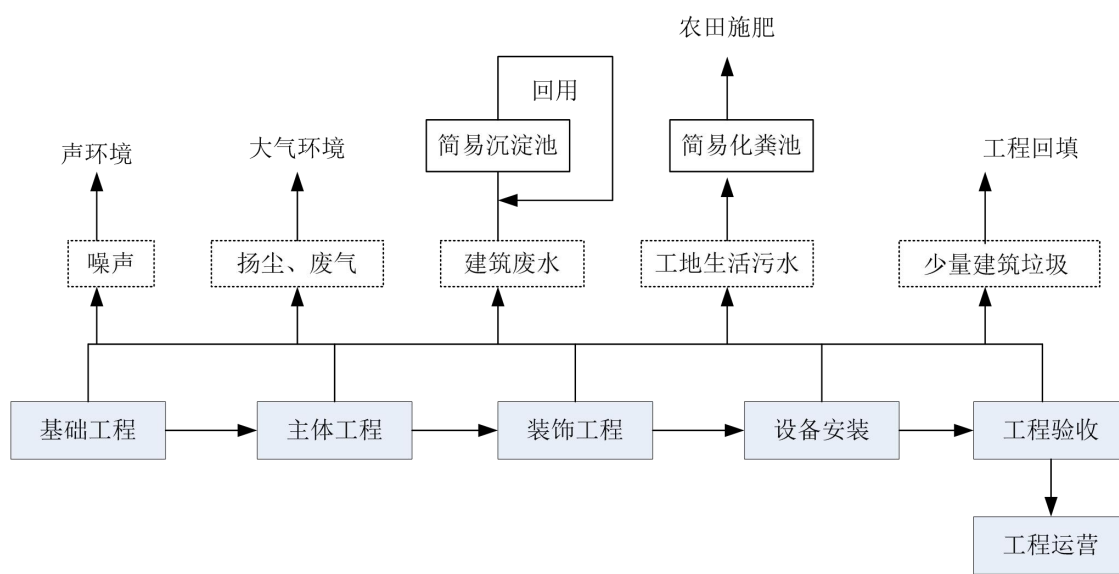 农田施肥
回用
简易沉淀池
简易化粪池
声环境
大气环境
工程回填
噪声
扬尘、废气
建筑废水
工地生活污水
少量建筑垃圾
基础工程
主体工程
装饰工程
设备安装
工程验收
工程运营